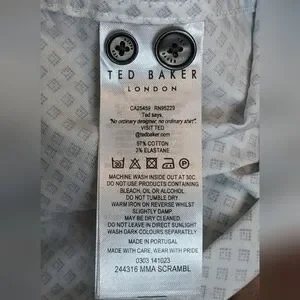 TED BAKER
LONDON
CA25459 RN95229
Ted says,
"No ordinary designer, no ordinary shirt".
VISIT TED
@tedbaker.com
97% COTTON
3% ELASTANE
MACHINE WASH INSIDE OUT AT 30C.
DO NOT USE PRODUCTS CONTAINING
BLEACH, OIL OR ALCOHOL.
DO NOT TUMBLE DRY.
WARM IRON ON REVERSE WHILST
SLIGHTLY DAMP.
MAY BE DRY CLEANED.
DO NOT LEAVE IN DIRECT SUNLIGHT
WASH DARK COLOURS SEPARATELY
MADE IN PORTUGAL
MADE WITH CARE, WEAR WITH PRIDE
0303 141023
244316 MMA SCRAMBL